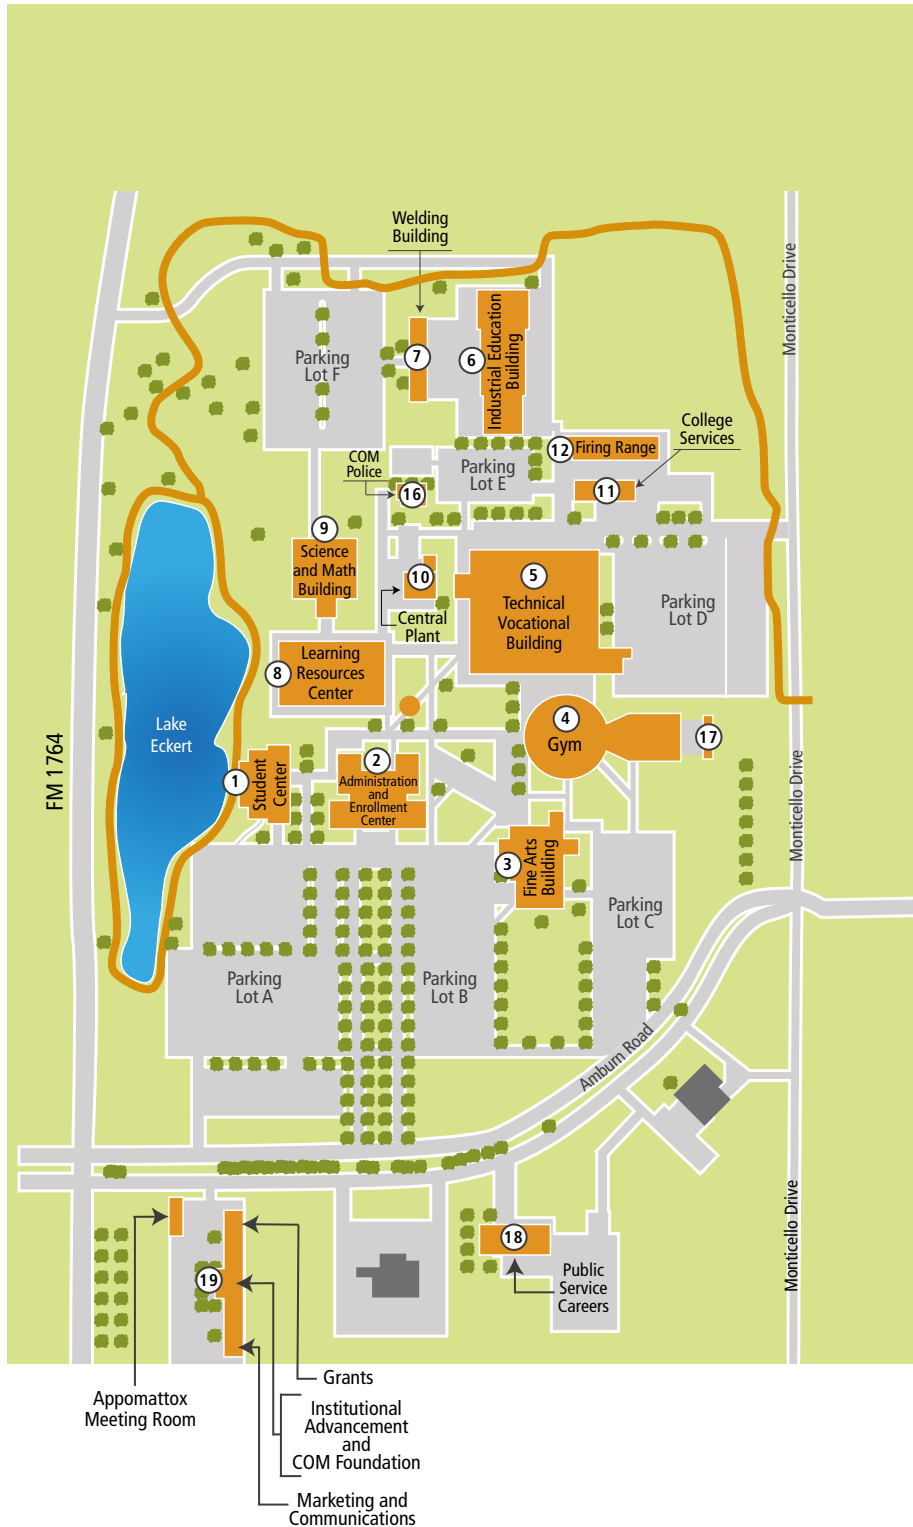 Welding
Building
Monticello Drive
7
6
Industrial Education
Building
Parking
Lot F
College
Services
12
Firing Range
COM
Police
Parking
Lot E
16
11
9
Science
and Math
Building
10
5
Technical
Vocational
Building
Parking
Lot D
Central
Plant
8
Learning
Resources
Center
Lake
Eckert
4
Gym
17
FM 1764
1
Student
Center
2
Administration
and
Enrollment
Center
Monticello Drive
3
Fine Arts
Building
Parking
Lot C
Parking
Lot A
Parking
Lot B
Amburn Road
Monticello Drive
18
19
Public
Service
Careers
Grants
Appomattox
Meeting Room
Institutional
Advancement
and
COM Foundation
Marketing and
Communications